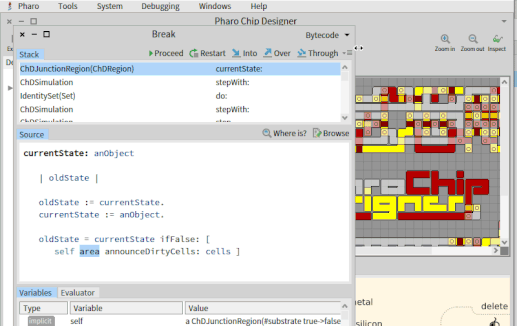 Pharo Tools System Debugging Windows Help
Pharo Chip Designer
Break
Bytecode
Stack
Proceed Restart Into Over Through
Zoom in Zoom out Inspect
ChDJunctionRegion(ChDRegion) currentState:
ChDSimulation stepWith:
IdentitySet(Set) do:
ChDSimulation stepWith:
ChDSimulation step
Source
Where is? Browse
currentState: anObject
| oldState |
oldState := currentState.
currentState := anObject.
oldState = currentState ifFalse: [
self area announceDirtyCells: cells ]
Chip
igner
Variables Evaluator
Type Variable Value
implicit self a ChDJunctionRegion(#substrate true->false
etal
delete
silicon